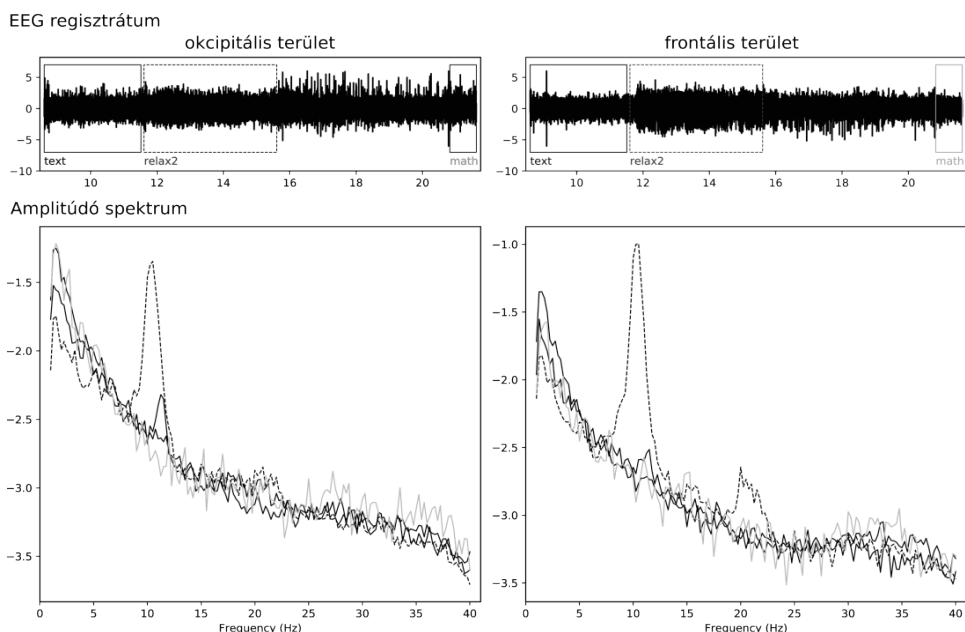 EEG regisztrátum
okcipitális terület
frontális terület
5
0
−5
−10
text
relax2
math
10 12 14 16 18 20
5
0
−5
−10
text
relax2
math
10 12 14 16 18 20
Amplitúdó spektrum
−1.5
−2.0
−2.5
−3.0
−3.5
0 5 10 15 20 25 30 35 40
Frequency (Hz)
−1.0
−1.5
−2.0
−2.5
−3.0
−3.5
0 5 10 15 20 25 30 35 40
Frequency (Hz)